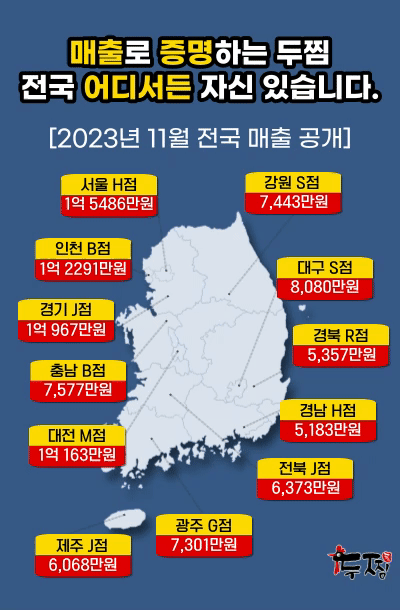 매출로 증명하는 두찜
전국 어디서든 자신 있습니다.
[2023년 11월 전국 매출 공개]
서울 H점
1억 5486만원
강원 S점
7,443만원
인천 B점
1억 2291만원
대구 S점
8,080만원
경기 J점
1억 967만원
경북 R점
5,357만원
충남 B점
7,577만원
경남 H점
5,183만원
대전 M점
1억 163만원
전북 J점
6,373만원
광주 G점
7,301만원
제주 J점
6,068만원
두찜